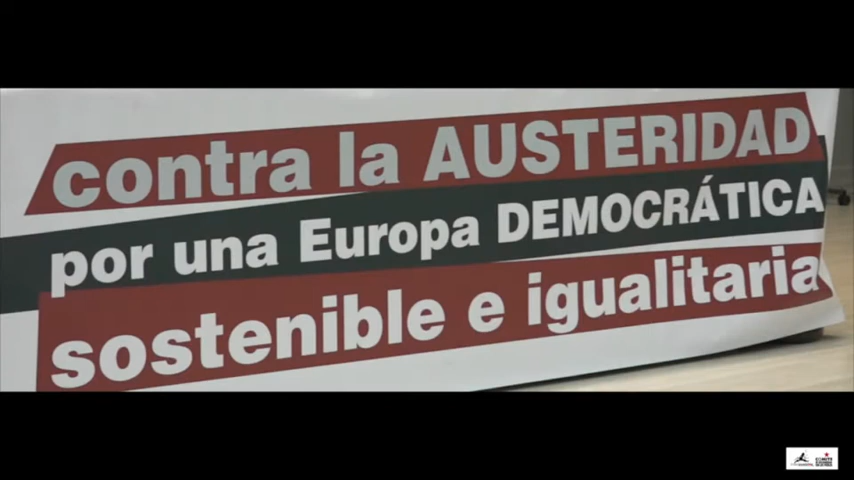 contra la AUSTERIDAD
por una Europa DEMOCRÁTICA
sostenible e igualitaria